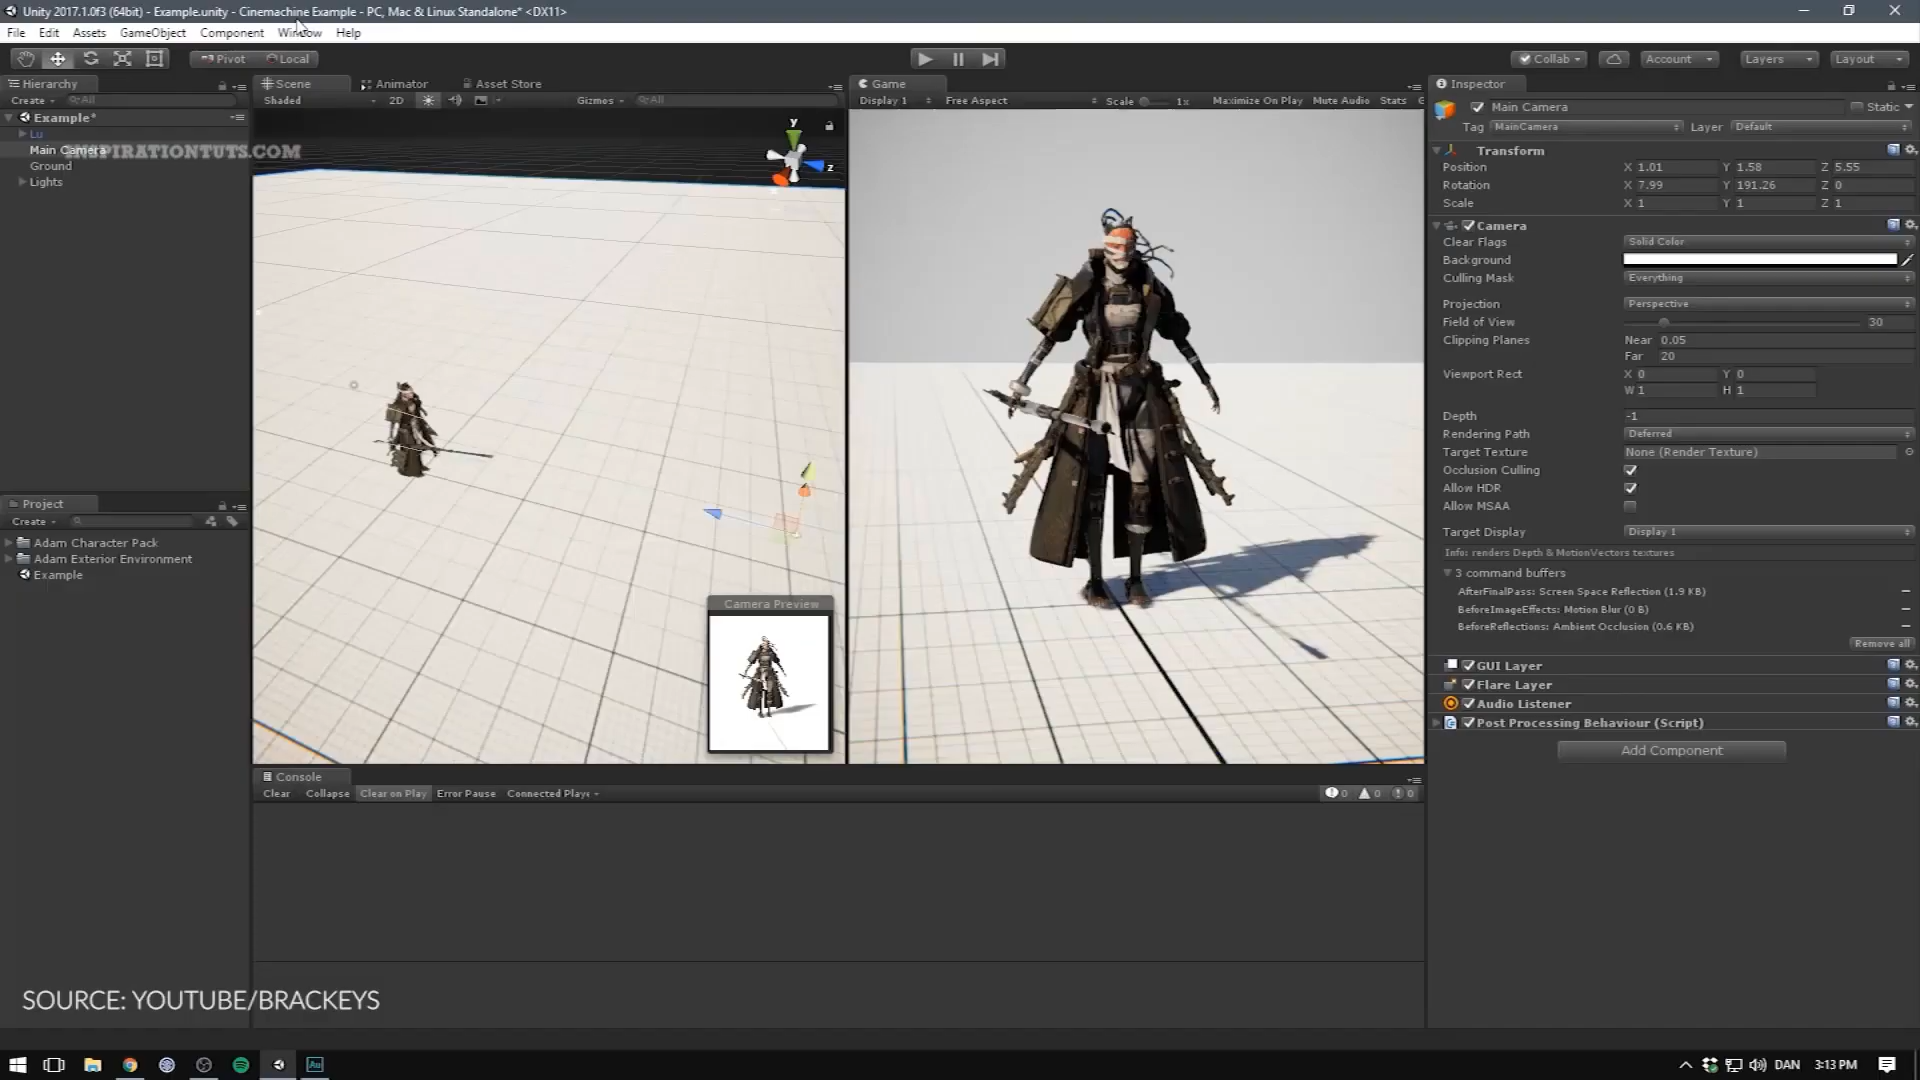 Unity 2017.1.0f3 (64bit) - Example.unity - Cinemachine Example - PC, Mac & Linux Standalone* <DX11>
File Edit Assets GameObject Component Window Help
Pivot Local Collab Account Layers Layout
Hierarchy
Create All
Example*
Lu
Main Camera
Ground
Lights
INSPIRATIONTUTS.COM
Project
Create
Adam Character Pack
Adam Exterior Environment
Example
Scene Animator Asset Store
Shaded 2D Gizmos All
y
z
Camera Preview
Game
Display 1 Free Aspect Scale 1x Maximize On Play Mute Audio Stats
Console
Clear Collapse Clear on Play Error Pause Connected Play 0 0 0
Inspector
Main Camera Static
Tag MainCamera Layer Default
Transform
Position X 1.01 Y 1.58 Z 5.55
Rotation X 7.99 Y 191.26 Z 0
Scale X 1 Y 1 Z 1
Camera
Clear Flags Solid Color
Background
Culling Mask Everything
Projection Perspective
Field of View 30
Clipping Planes Near 0.05
Far 20
Viewport Rect X 0 Y 0
W 1 H 1
Depth -1
Rendering Path Deferred
Target Texture None (Render Texture)
Occlusion Culling
Allow HDR
Allow MSAA
Target Display Display 1
Info: renders Depth & MotionVectors textures
3 command buffers
AfterFinalPass: Screen Space Reflection (1.9 KB)
BeforeImageEffects: Motion Blur (0 B)
BeforeReflections: Ambient Occlusion (0.6 KB)
Remove all
GUI Layer
Flare Layer
Audio Listener
Post Processing Behaviour (Script)
Add Component
SOURCE: YOUTUBE/BRACKEYS
Au
DAN 3:13 PM